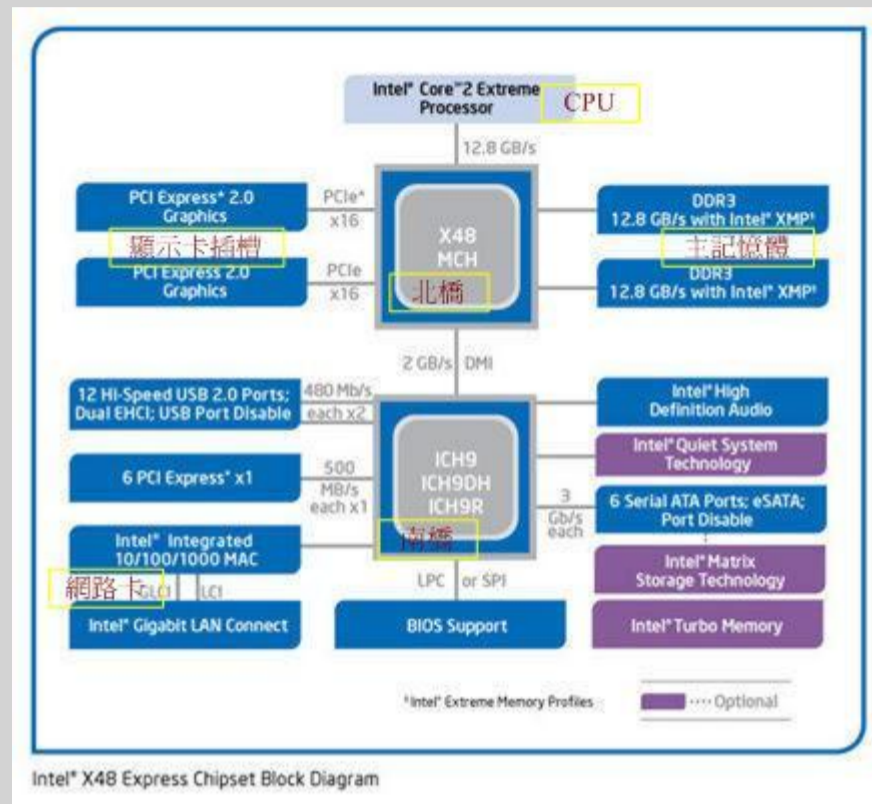 Intel® Core™2 Extreme
Processor
CPU
12.8 GB/s
PCI Express* 2.0
Graphics
PCIe*
x16
顯示卡插槽
PCI Express 2.0
Graphics
PCIe
x16
X48
MCH
北橋
DDR3
12.8 GB/s with Intel® XMP¹
主記憶體
DDR3
12.8 GB/s with Intel® XMP¹
2 GB/s DMI
12 Hi-Speed USB 2.0 Ports;
Dual EHCI; USB Port Disable
480 Mb/s
each x2
6 PCI Express* x1
500
MB/s
each x1
Intel® Integrated
10/100/1000 MAC
網路卡
GLCI
LCI
Intel® Gigabit LAN Connect
ICH9
ICH9DH
ICH9R
南橋
LPC or SPI
BIOS Support
Intel® High
Definition Audio
Intel® Quiet System
Technology
3
Gb/s
each
6 Serial ATA Ports; eSATA;
Port Disable
Intel® Matrix
Storage Technology
Intel® Turbo Memory
¹Intel® Extreme Memory Profiles
Optional
Intel® X48 Express Chipset Block Diagram